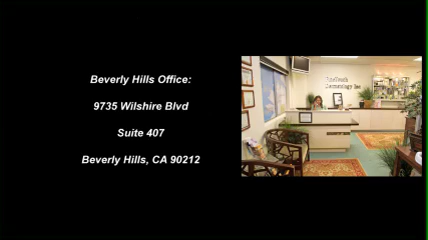 Beverly Hills Office:
9735 Wilshire Blvd
Suite 407
Beverly Hills, CA 90212